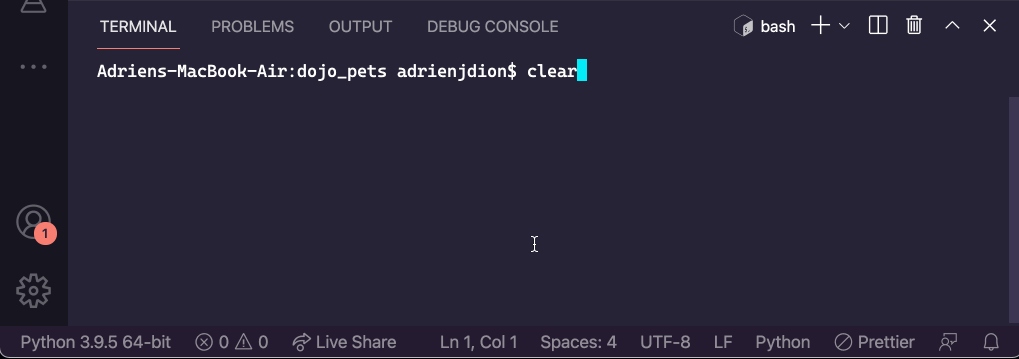 TERMINAL PROBLEMS OUTPUT DEBUG CONSOLE bash
Adriens-MacBook-Air:dojo_pets adrienjdion$ clear
1
Python 3.9.5 64-bit 0 0 Live Share Ln 1, Col 1 Spaces: 4 UTF-8 LF Python Prettier